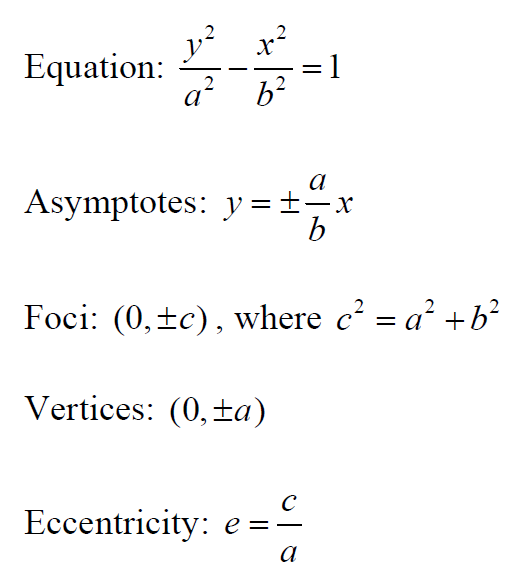 Equation: y²/a² − x²/b² = 1
Asymptotes: y = ± a/b x
Foci: (0, ±c), where c² = a² + b²
Vertices: (0, ±a)
Eccentricity: e = c/a